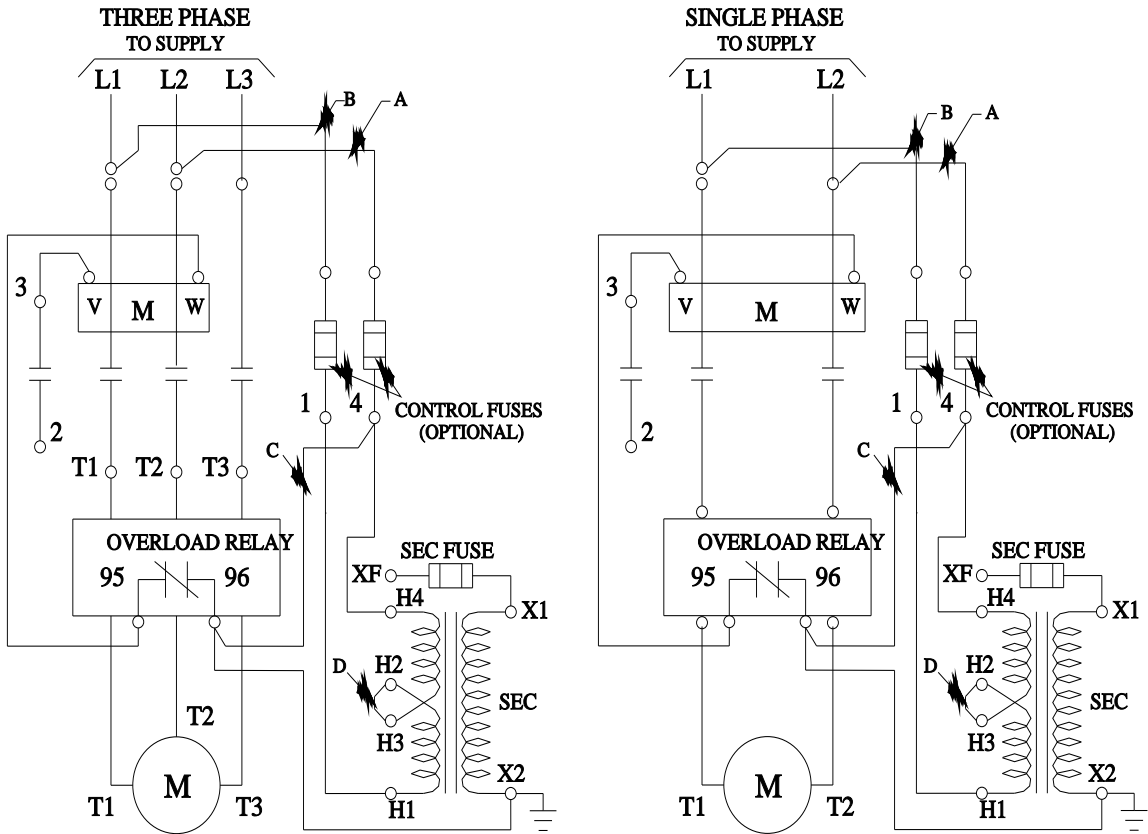 THREE PHASE
TO SUPPLY
L1 L2 L3
B
A
3
V M W
1 4
CONTROL FUSES
(OPTIONAL)
2
C
T1 T2 T3
OVERLOAD RELAY
95 96
SEC FUSE
XF
H4
X1
D
H2
SEC
H3
T2
M
T1 T3
X2
H1
SINGLE PHASE
TO SUPPLY
L1 L2
B
A
3
V M W
1 4
CONTROL FUSES
(OPTIONAL)
2
C
OVERLOAD RELAY
95 96
SEC FUSE
XF
H4
X1
D
H2
SEC
H3
M
T1 T2
X2
H1